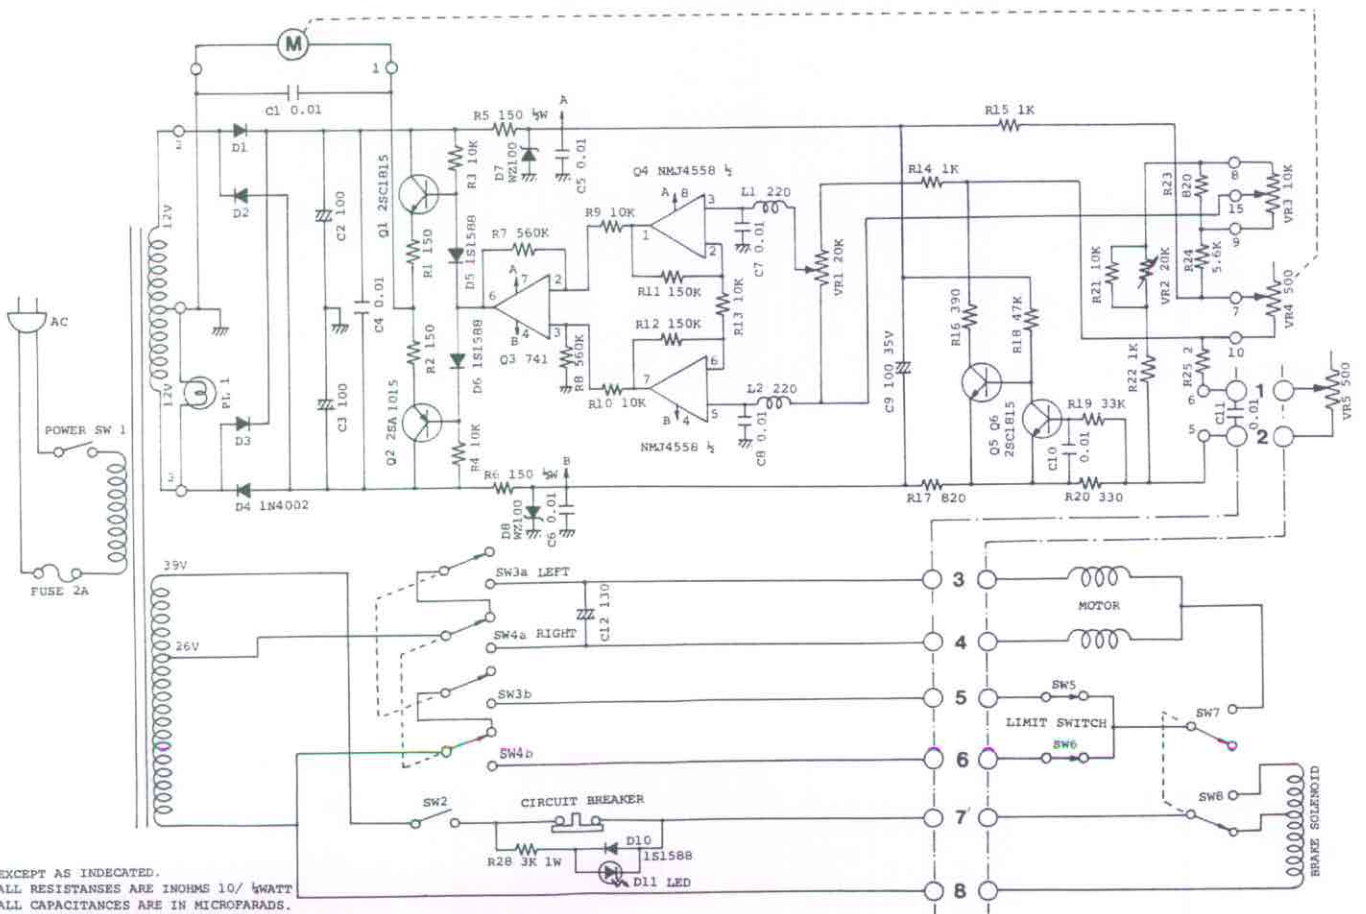 M
1
C1 0.01
R5 150 ½W
A
R15 1K
D1
D7
WZ100
C5 0.01
R3 10K
Q4 NMJ4558 ½
A 8
3
L1 220
R14 1K
R23
820
8
15
VR3 10K
9
12V
D2
C2 100
Q1 2SC1815
R9 10K
1
2
C7 0.01
R1 150
D5 1S1588
R7 560K
R11 150K
R13 10K
VR1 20K
R21 10K
VR2 20K
R24
5.6K
VR4 500
7
AC
C4 0.01
6
A 7
2
B 4
3
Q3 741
R12 150K
R16 390
R18 47K
R2 150
D6 1S1588
R8 560K
C9 100 35V
R22 1K
R25 2
10
12V
PL 1
C3 100
7
6
R10 10K
B 4
5
L2 220
6
1
VR5 500
C11
0.01
POWER SW 1
D3
Q2 2SA1015
R4 10K
NMJ4558 ½
C8 0.01
Q5 Q6
2SC1815
R19 33K
C10
0.01
5
2
R6 150 ½W
B
D4 1N4002
D8
WZ100
C6 0.01
R17 820
R20 330
39V
FUSE 2A
SW3a LEFT
3
MOTOR
C12 130
26V
SW4a RIGHT
4
SW3b
5
SW5
LIMIT SWITCH
SW7
SW4b
6
SW6
SW2
CIRCUIT BREAKER
7
SW8
BRAKE SOLENOID
R28 3K 1W
D10
1S1588
D11 LED
8
EXCEPT AS INDECATED.
ALL RESISTANSES ARE INOHMS 10/ ¼WATT
ALL CAPACITANCES ARE IN MICROFARADS.